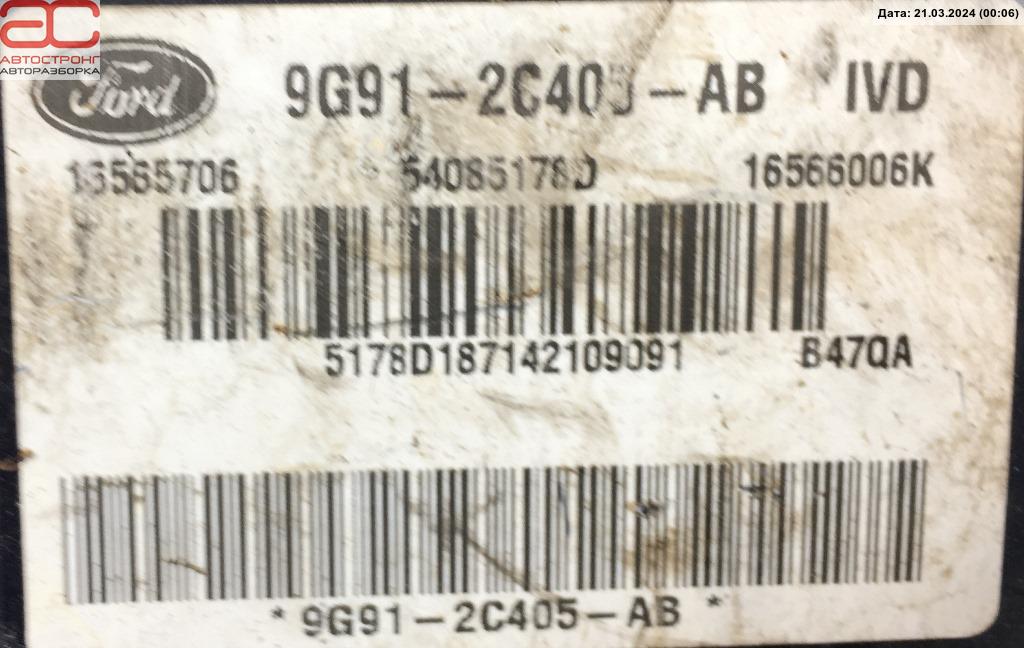 Дата: 21.03.2024 (00:06)
ac
АВТОСТРОНГ
АВТОРАЗБОРКА
Ford
9G91-2C405-AB IVD
16565706 54085178D 16566006K
5178D187142109091 B47QA
*9G91-2C405-AB*